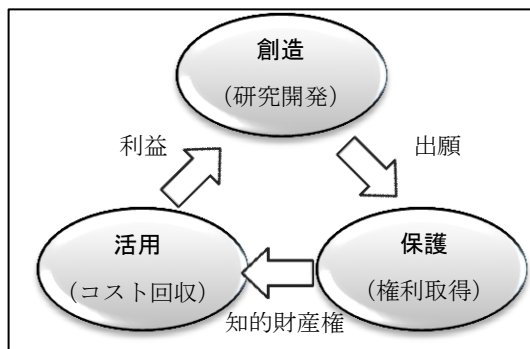 創造
(研究開発)
利益
出願
活用
(コスト回収)
保護
(権利取得)
知的財産権